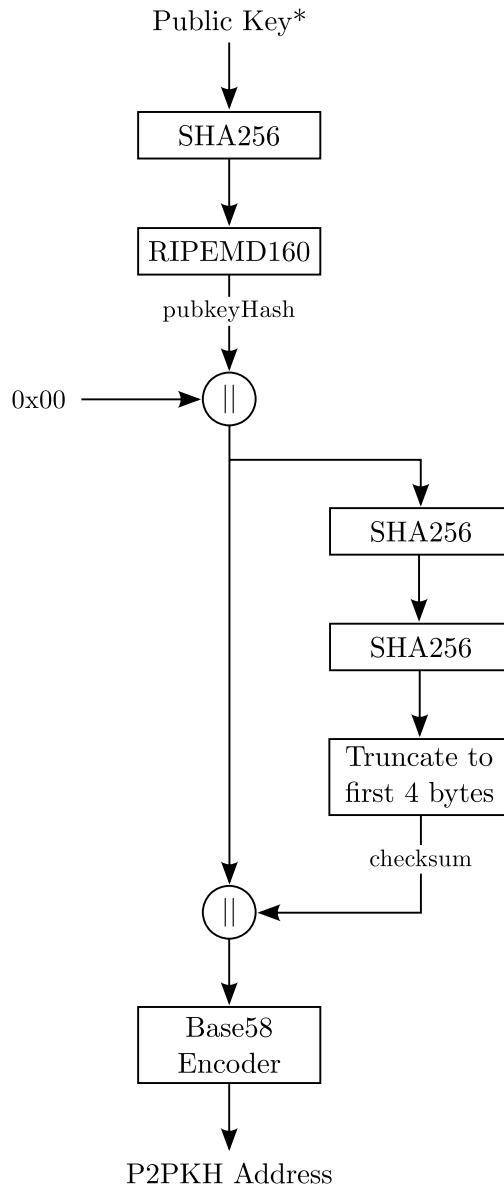 Public Key*
SHA256
RIPEMD160
pubkeyHash
0x00
||
SHA256
SHA256
Truncate to
first 4 bytes
checksum
||
Base58
Encoder
P2PKH Address